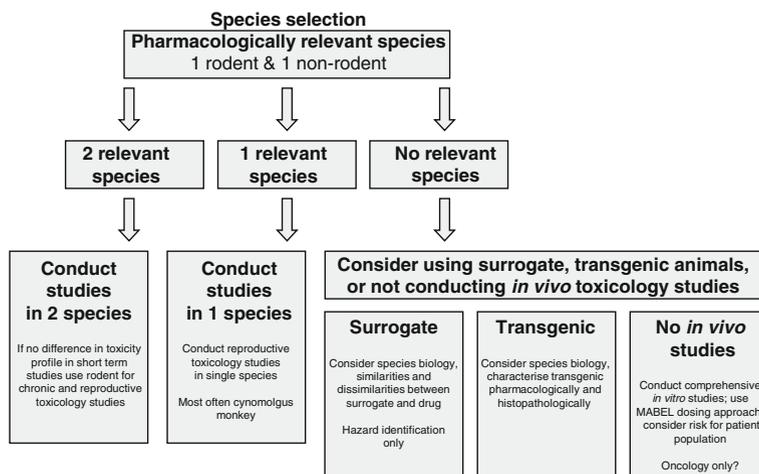 Species selection
Pharmacologically relevant species
1 rodent & 1 non-rodent
2 relevant
species
1 relevant
species
No relevant
species
Conduct
studies
in 2 species
If no difference in toxicity
profile in short term
studies use rodent for
chronic and reproductive
toxicology studies
Conduct
studies
in 1 species
Conduct reproductive
toxicology studies
in single species
Most often cynomolgus
monkey
Consider using surrogate, transgenic animals,
or not conducting in vivo toxicology studies
Surrogate
Consider species biology,
similarities and
dissimilarities between
surrogate and drug
Hazard identification
only
Transgenic
Consider species biology,
characterise transgenic
pharmacologically and
histopathologically
No in vivo
studies
Conduct comprehensive
in vitro studies; use
MABEL dosing approach
consider risk for patient
population
Oncology only?